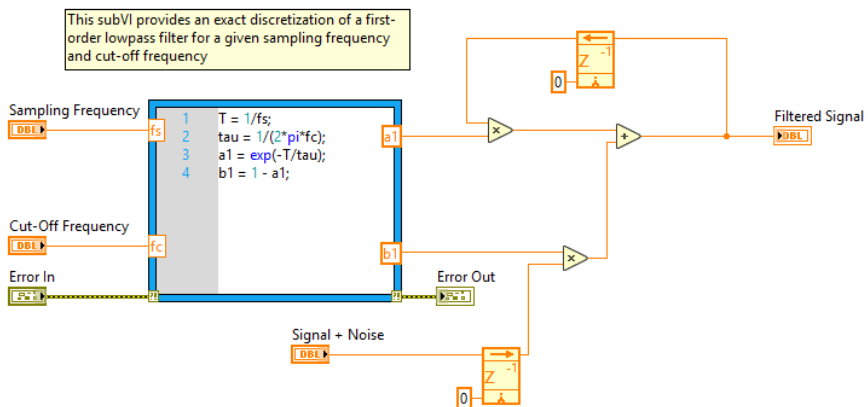 This subVI provides an exact discretization of a first-
order lowpass filter for a given sampling frequency
and cut-off frequency
Z -1
0
Sampling Frequency
DBL
fs
1 T = 1/fs;
2 tau = 1/(2*pi*fc);
3 a1 = exp(-T/tau);
4 b1 = 1 - a1;
a1
×
+
Filtered Signal
DBL
Cut-Off Frequency
DBL
fc
b1
×
Error In
?!
?!
Error Out
Signal + Noise
DBL
Z -1
0